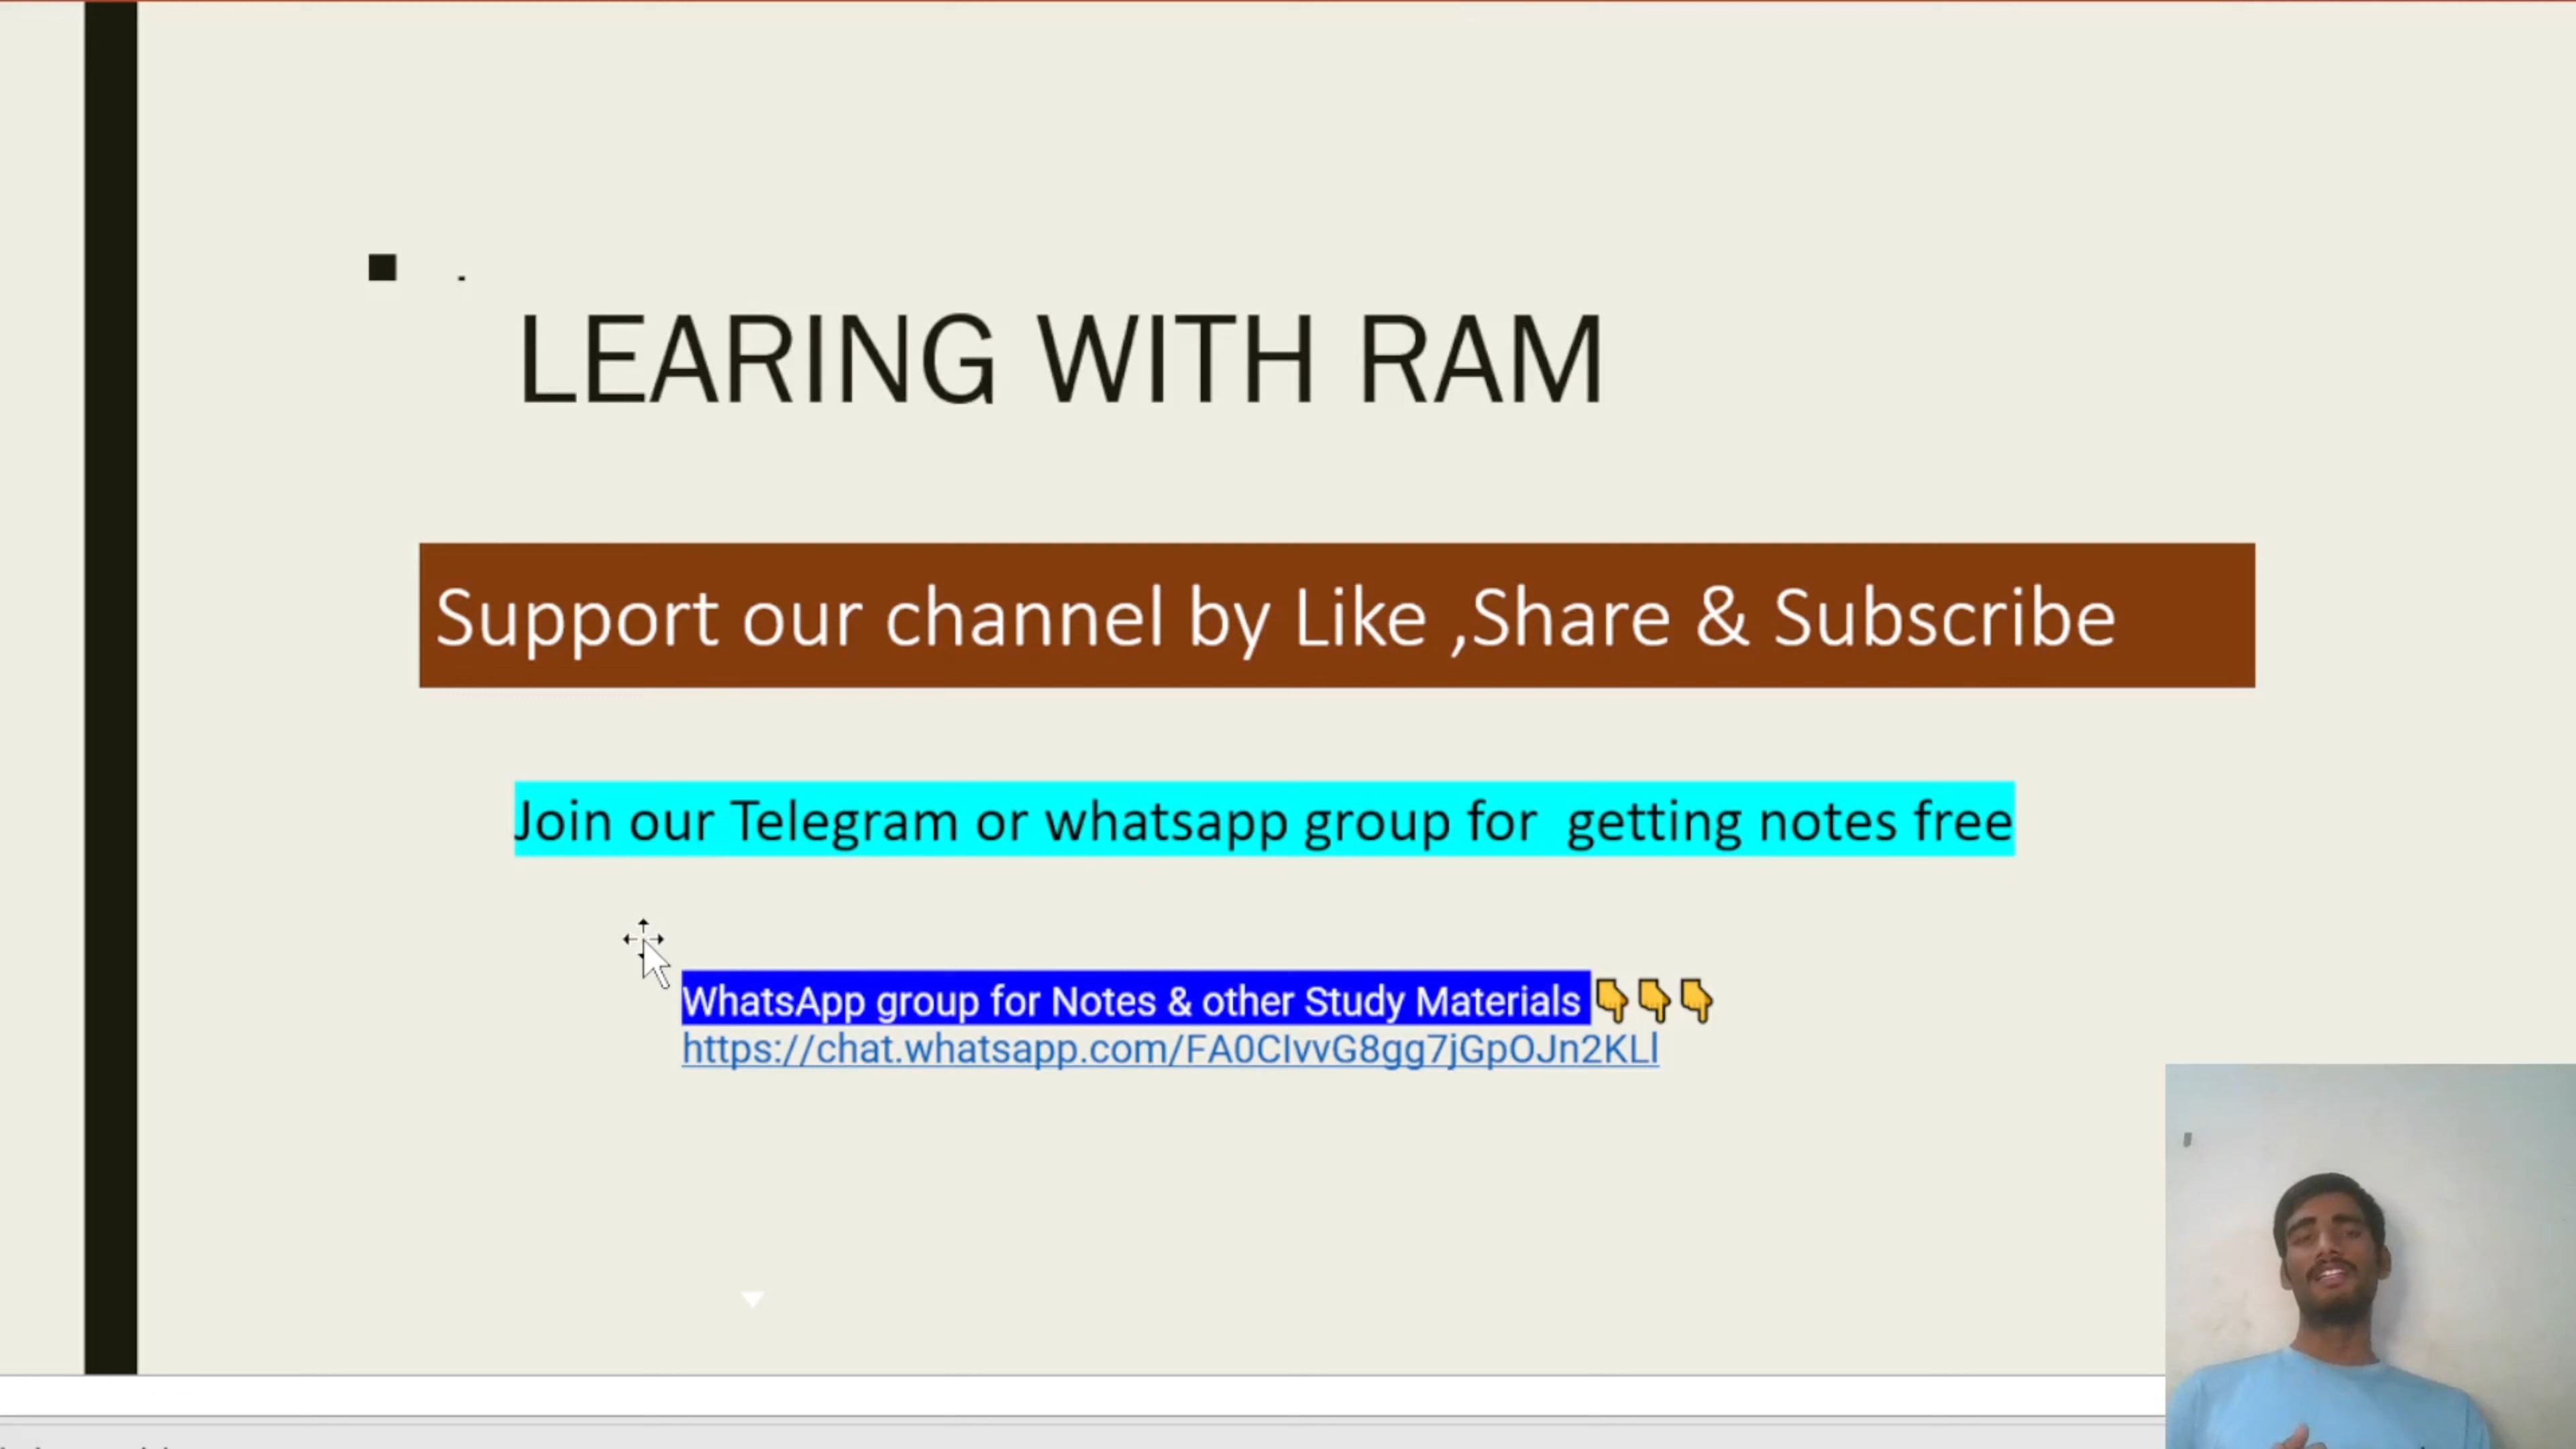 LEARING WITH RAM
Support our channel by Like ,Share & Subscribe
Join our Telegram or whatsapp group for getting notes free
WhatsApp group for Notes & other Study Materials 👇👇👇
https://chat.whatsapp.com/FA0CIvvG8gg7jGpOJn2KLl